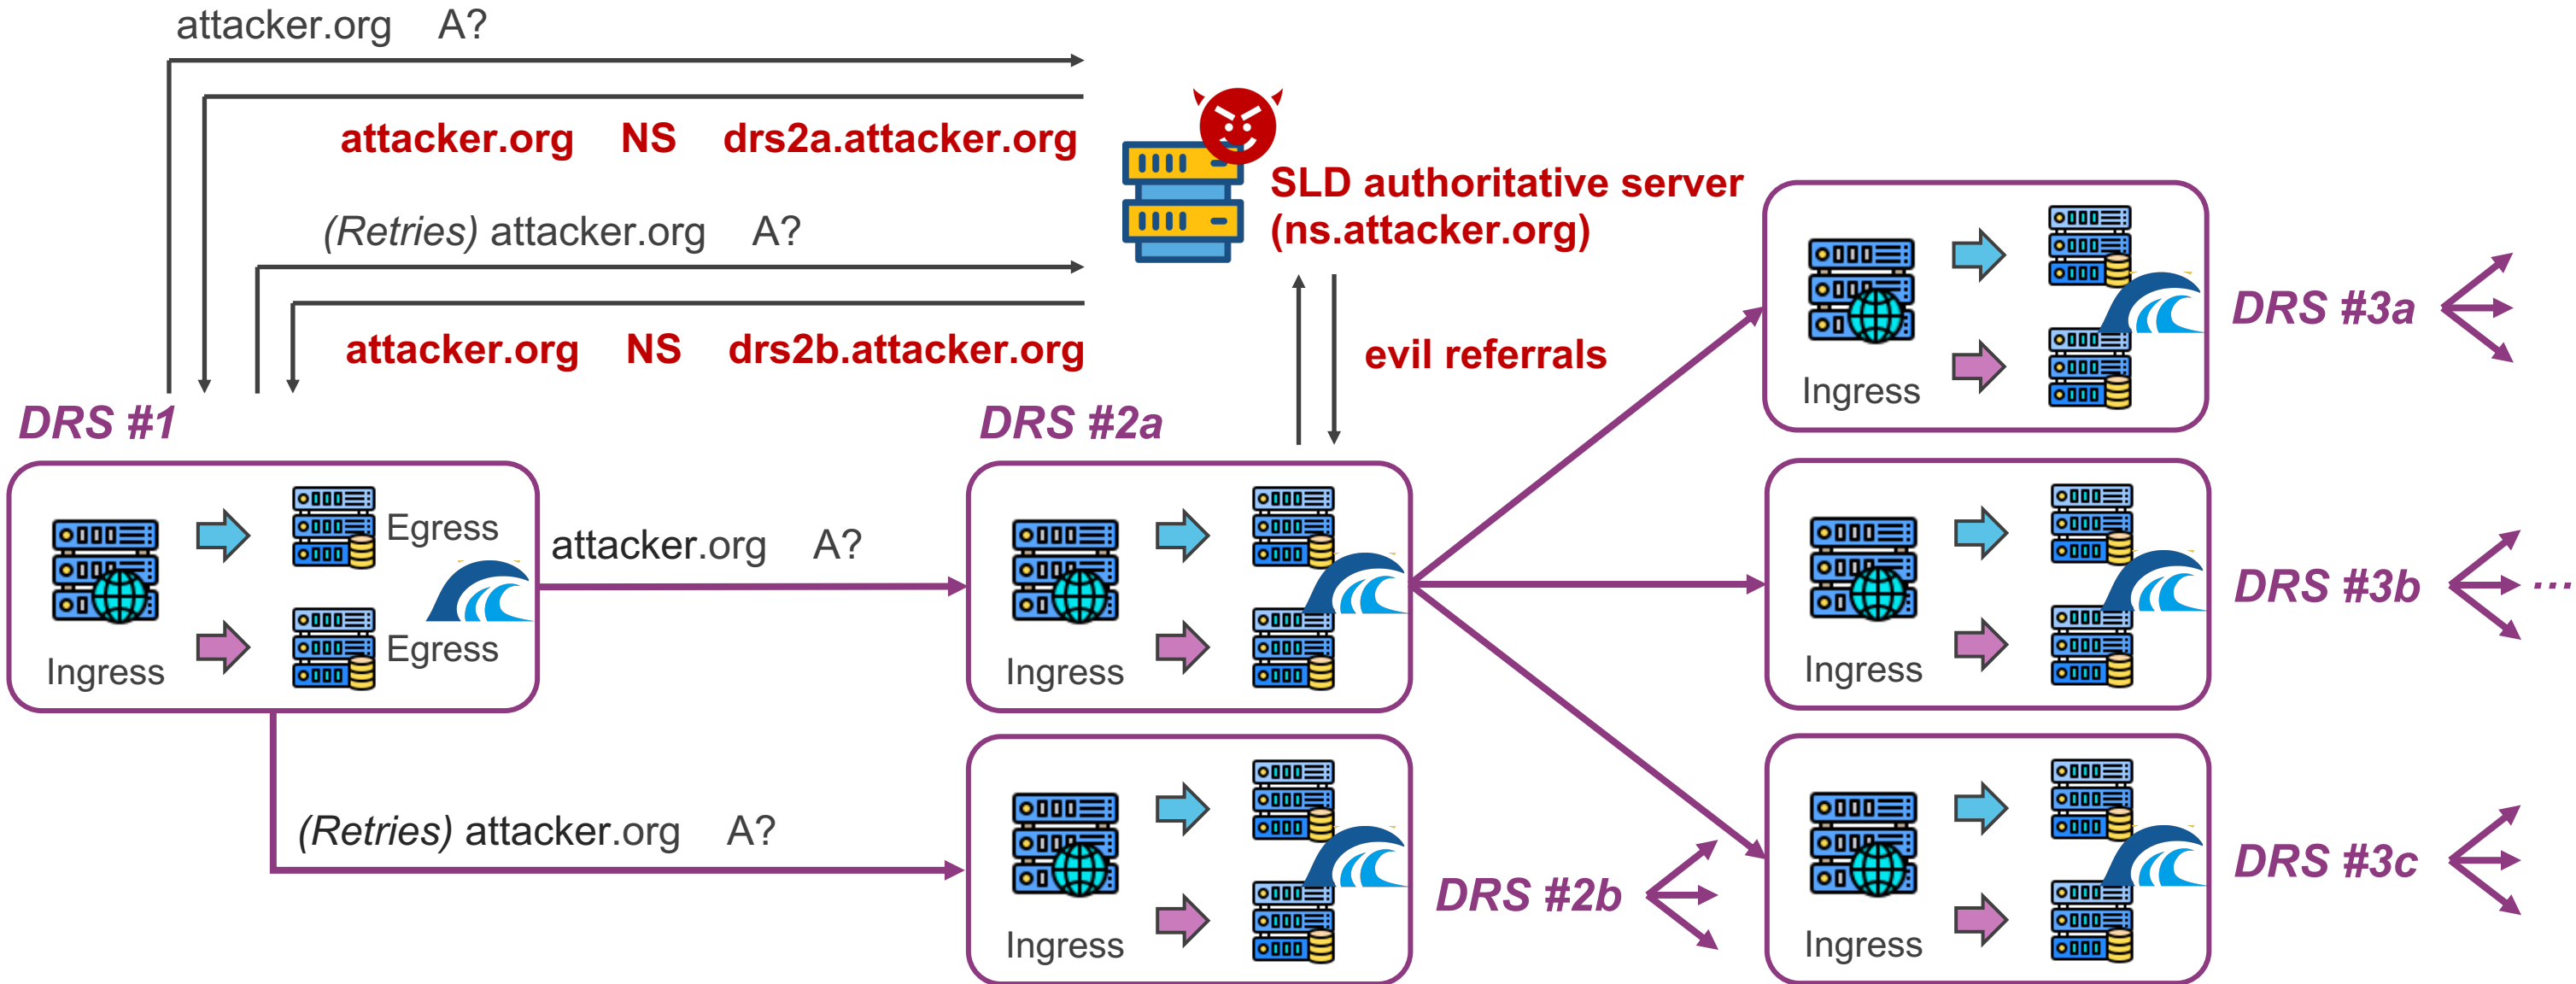 attacker.org A?
attacker.org NS drs2a.attacker.org
(Retries) attacker.org A?
attacker.org NS drs2b.attacker.org
SLD authoritative server
(ns.attacker.org)
evil referrals
DRS #1
Ingress
Egress
Egress
attacker.org A?
(Retries) attacker.org A?
DRS #2a
Ingress
Ingress
DRS #2b
Ingress
DRS #3a
Ingress
DRS #3b
...
Ingress
DRS #3c